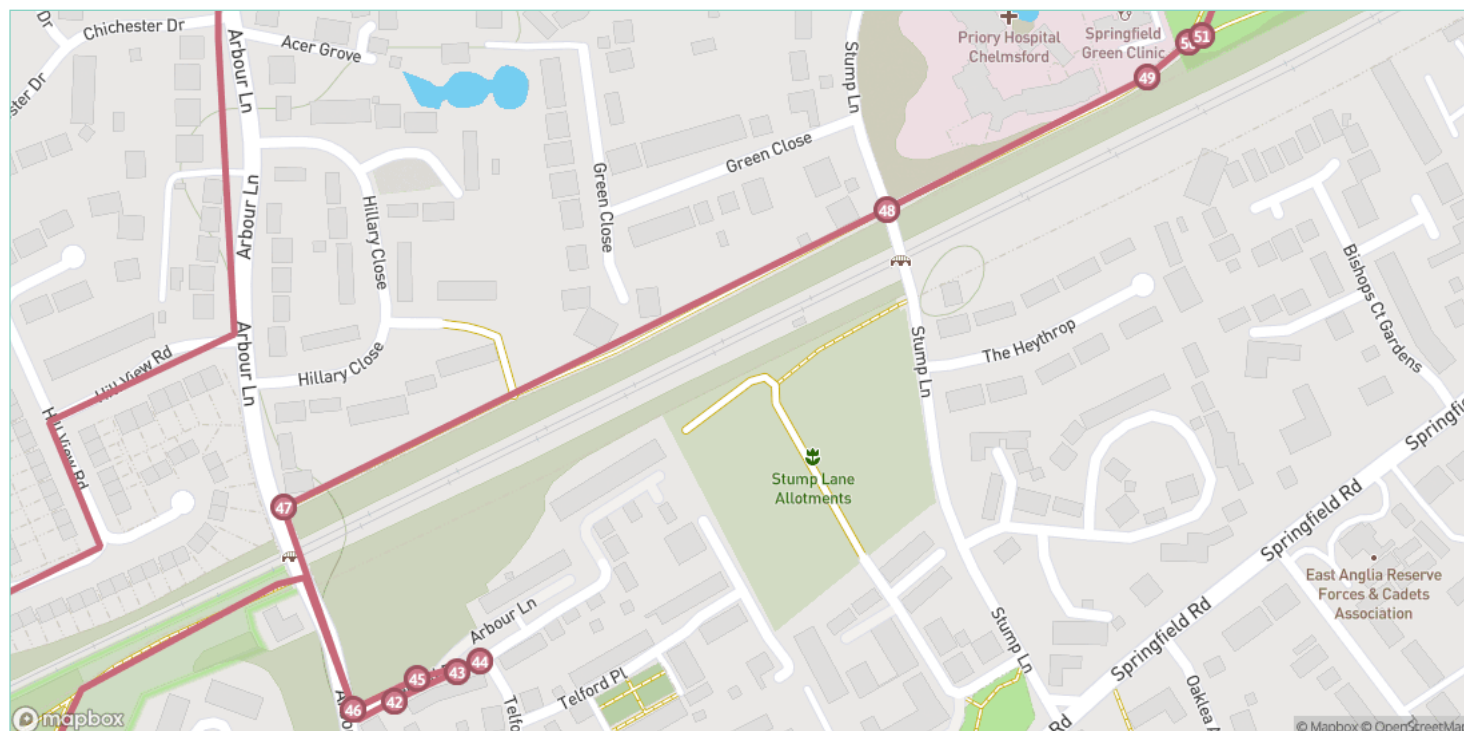 Dr
Chichester Dr
Acer Grove
Arbour Ln
Stump Ln
Priory Hospital
Chelmsford
Springfield
Green Clinic
51
49
Green Close
Green Close
Arbour Ln
Hillary Close
48
Bishops Ct Gardens
Stump Ln
The Heythrop
Arbour Ln
Hill View Rd
Hillary Close
Hill View Rd
Springfield
Stump Lane
Allotments
47
Springfield Rd
East Anglia Reserve
Forces & Cadets
Association
Arbour Ln
Stump Ln
Springfield Rd
44
43
45
42
46
Telford Pl
Oaklea
Rd
mapbox
© Mapbox © OpenStreetMap